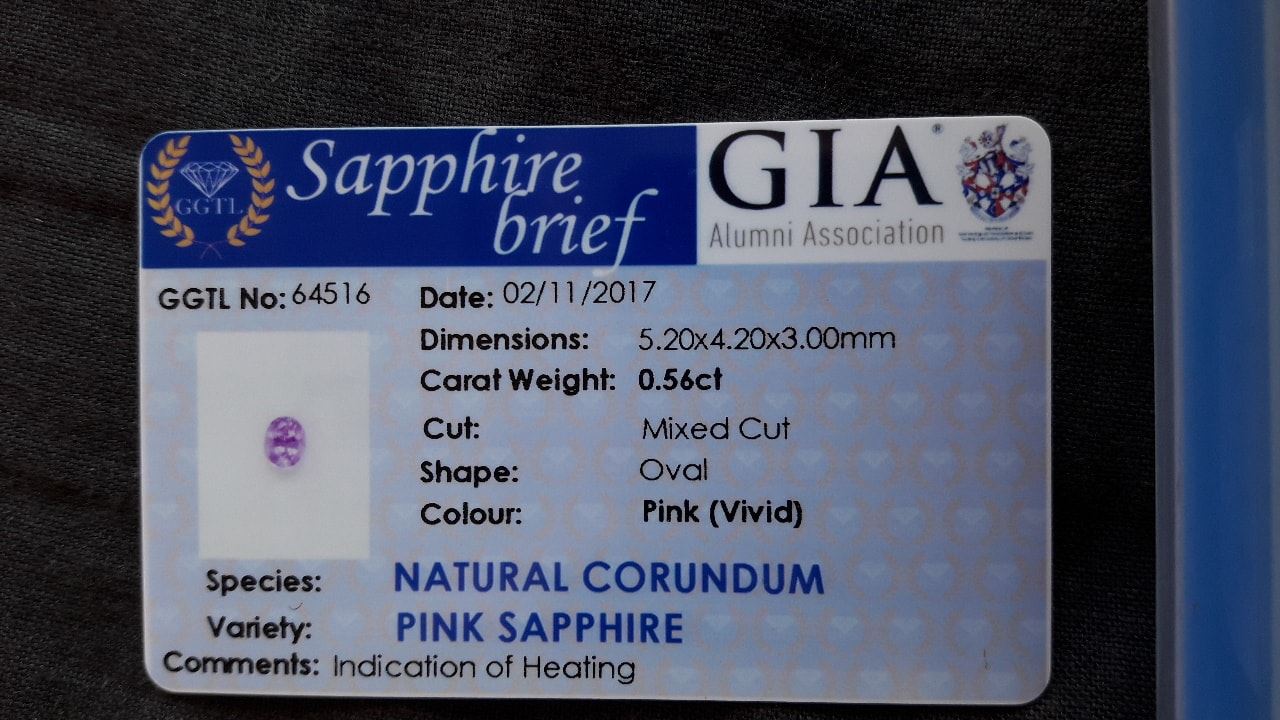 GGTL
Sapphire
brief
GIA®
Alumni Association
GGTL No: 64516
Date: 02/11/2017
Dimensions: 5.20x4.20x3.00mm
Carat Weight: 0.56ct
Cut: Mixed Cut
Shape: Oval
Colour: Pink (Vivid)
Species: NATURAL CORUNDUM
Variety: PINK SAPPHIRE
Comments: Indication of Heating